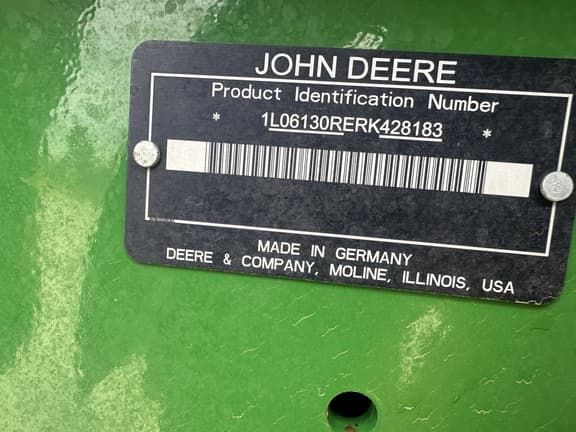 JOHN DEERE
Product Identification Number
* 1L06130RERK428183 *
MADE IN GERMANY
DEERE & COMPANY, MOLINE, ILLINOIS, USA